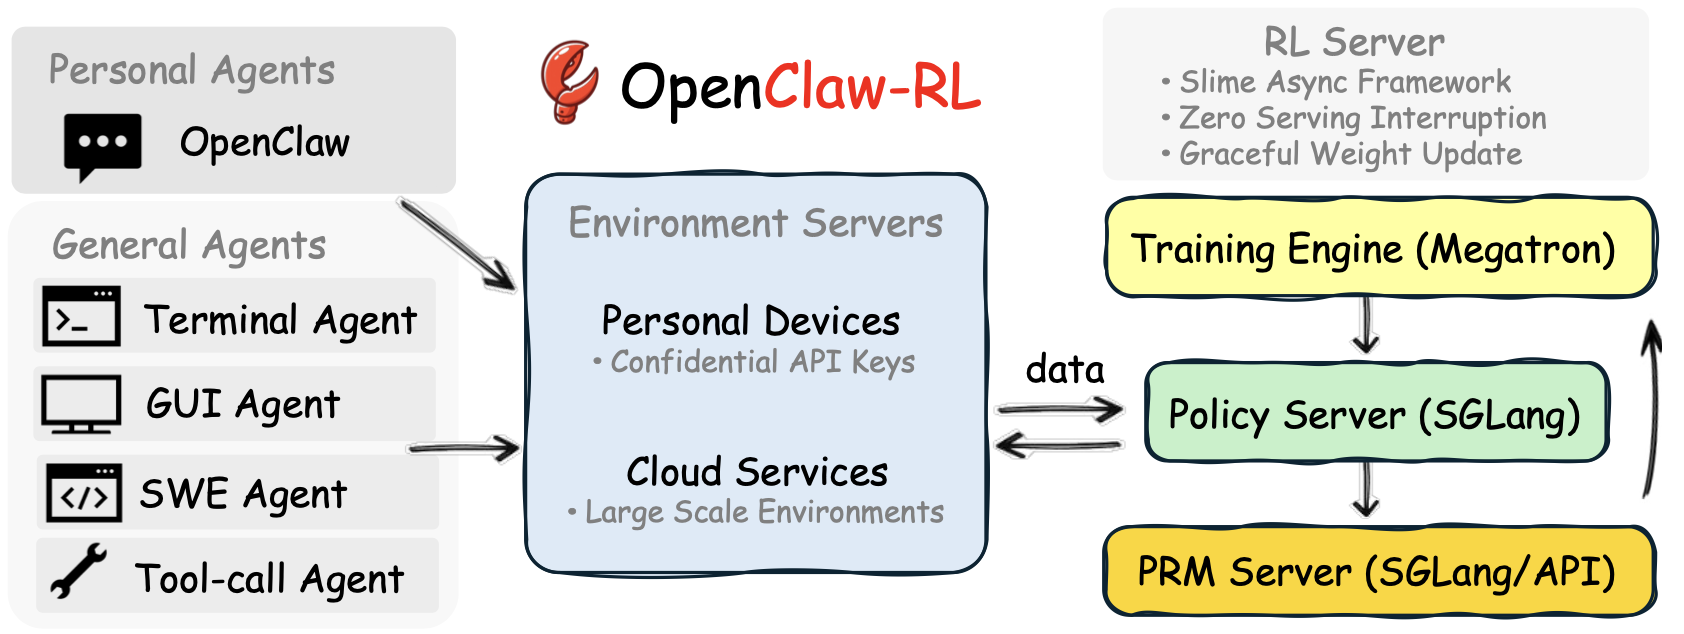 Personal Agents
OpenClaw
General Agents
Terminal Agent
GUI Agent
SWE Agent
Tool-call Agent
OpenClaw-RL
Environment Servers
Personal Devices
• Confidential API Keys
Cloud Services
• Large Scale Environments
data
RL Server
• Slime Async Framework
• Zero Serving Interruption
• Graceful Weight Update
Training Engine (Megatron)
Policy Server (SGLang)
PRM Server (SGLang/API)